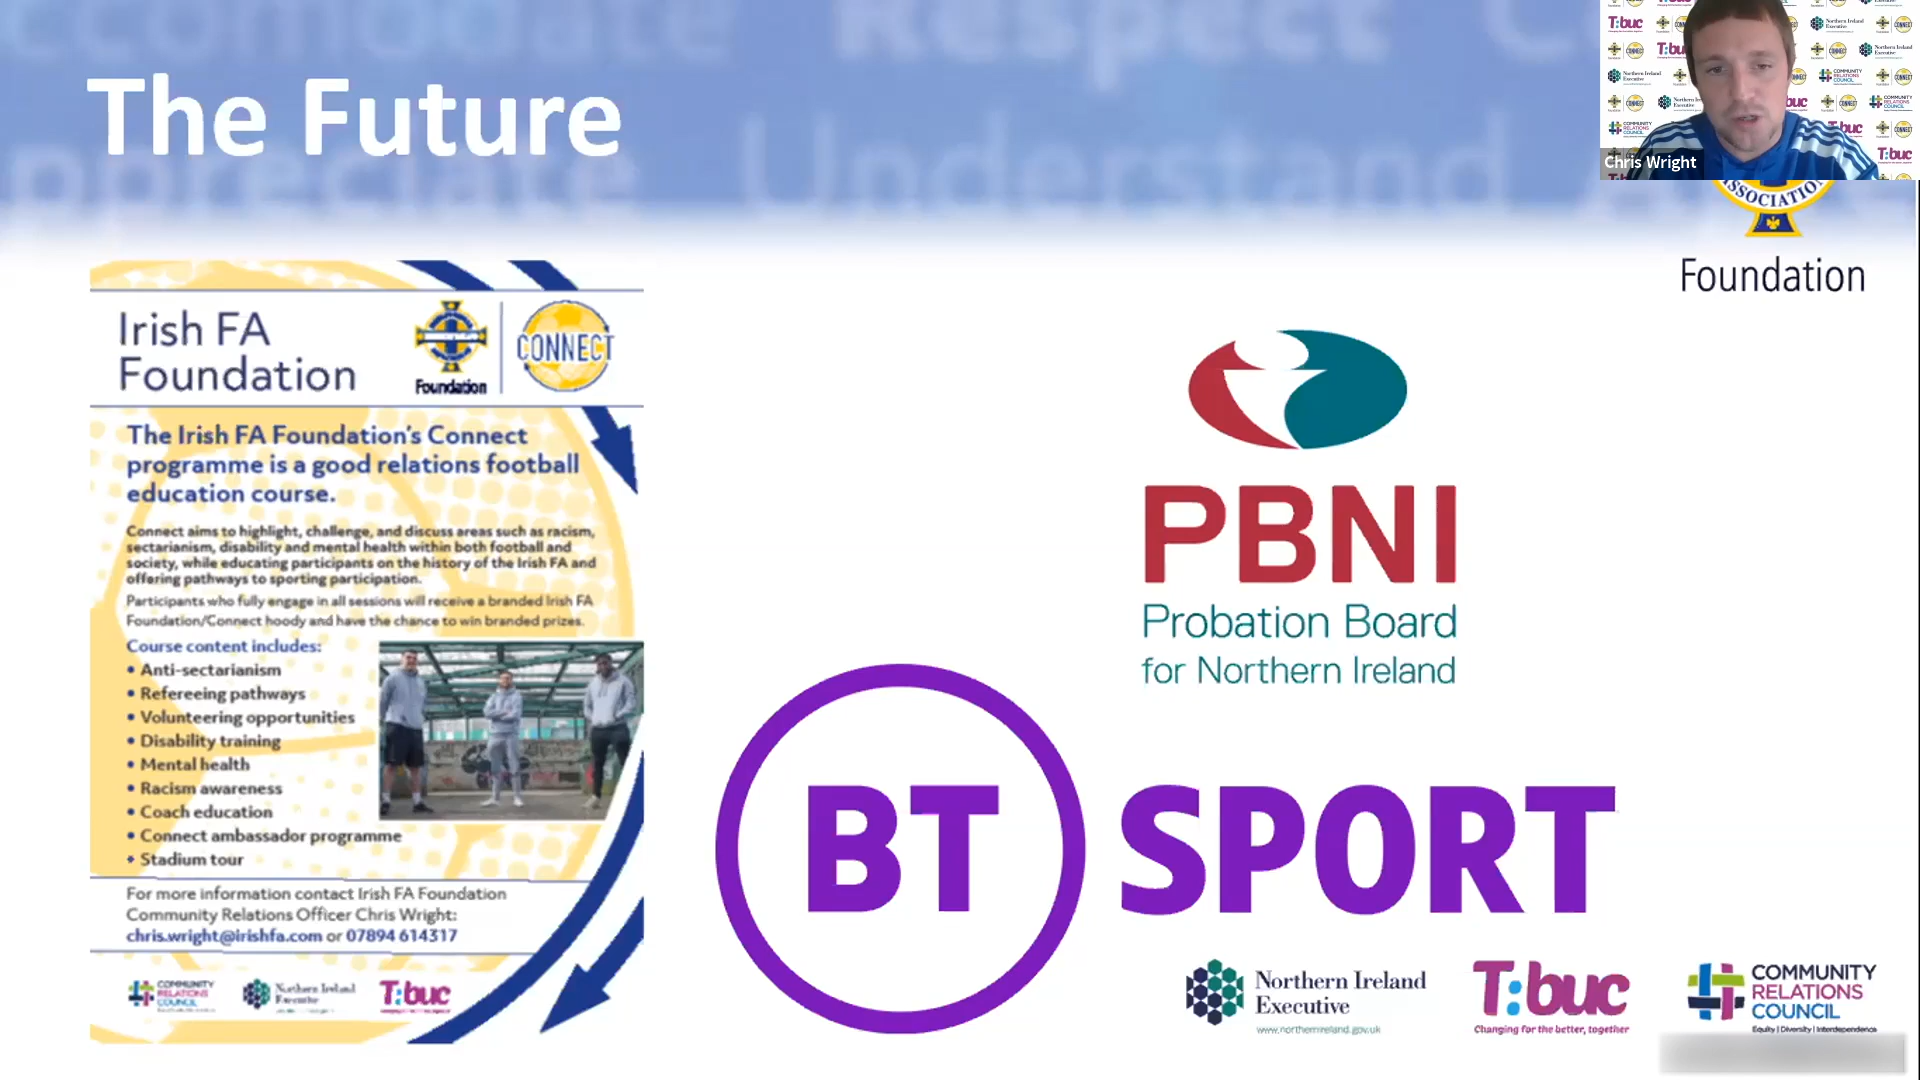 The Future
Chris Wright
ASSOCIATION
Foundation
Irish FA
Foundation
Foundation
CONNECT
The Irish FA Foundation's Connect
programme is a good relations football
education course.
Connect aims to highlight, challenge, and discuss areas such as racism,
sectarianism, disability and mental health within both football and
society, while educating participants on the history of the Irish FA and
offering pathways to sporting participation.
Participants who fully engage in all sessions will receive a branded Irish FA
Foundation/Connect hoody and have the chance to win branded prizes.
Course content includes:
• Anti-sectarianism
• Refereeing pathways
• Volunteering opportunities
• Disability training
• Mental health
• Racism awareness
• Coach education
• Connect ambassador programme
• Stadium tour
For more information contact Irish FA Foundation
Community Relations Officer Chris Wright:
chris.wright@irishfa.com or 07894 614317
COMMUNITY
RELATIONS
COUNCIL
Northern Ireland
Executive
T:buc
PBNI
Probation Board
for Northern Ireland
BT SPORT
Northern Ireland
Executive
www.northernireland.gov.uk
T:buc
Changing for the better, together
COMMUNITY
RELATIONS
COUNCIL
Equity | Diversity | Interdependence